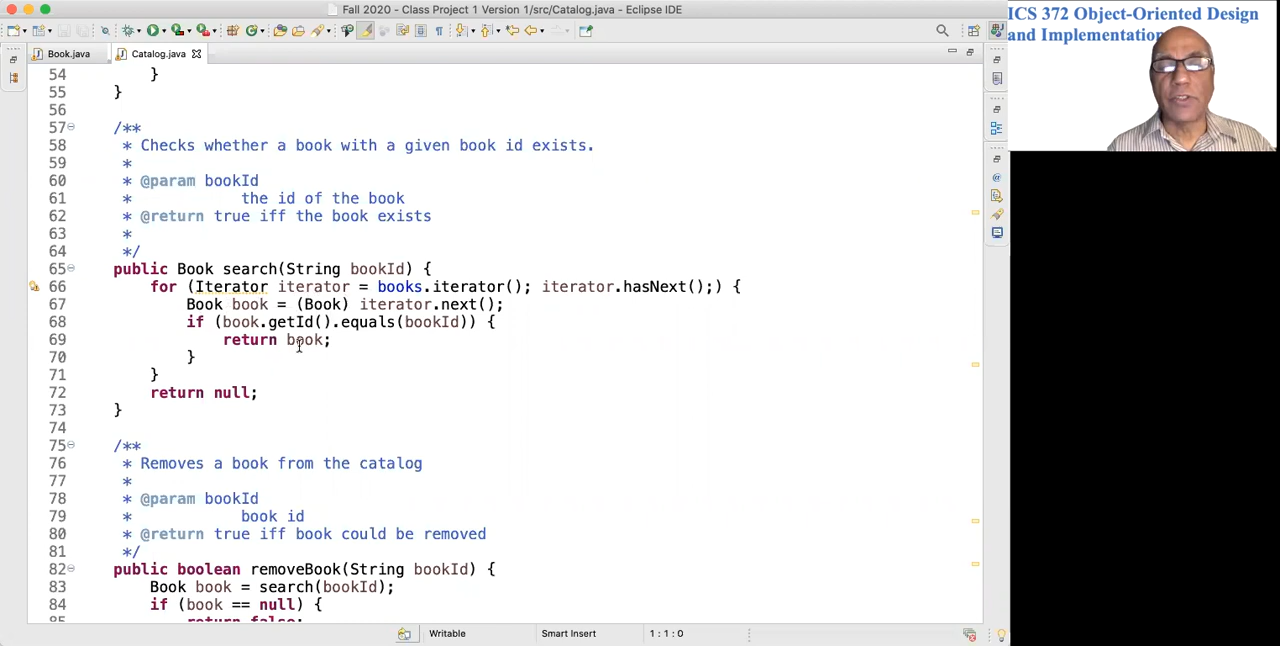 Fall 2020 - Class Project 1 Version 1/src/Catalog.java - Eclipse IDE
ICS 372 Object-Oriented Design
and Implementation
Book.java
Catalog.java
54 }
55 }
56
57 /**
58 * Checks whether a book with a given book id exists.
59 *
60 * @param bookId
61 * the id of the book
62 * @return true iff the book exists
63 *
64 */
65 public Book search(String bookId) {
66 for (Iterator iterator = books.iterator(); iterator.hasNext();) {
67 Book book = (Book) iterator.next();
68 if (book.getId().equals(bookId)) {
69 return book;
70 }
71 }
72 return null;
73 }
74
75 /**
76 * Removes a book from the catalog
77 *
78 * @param bookId
79 * book id
80 * @return true iff book could be removed
81 */
82 public boolean removeBook(String bookId) {
83 Book book = search(bookId);
84 if (book == null) {
85 return false;
Writable
Smart Insert
1 : 1 : 0